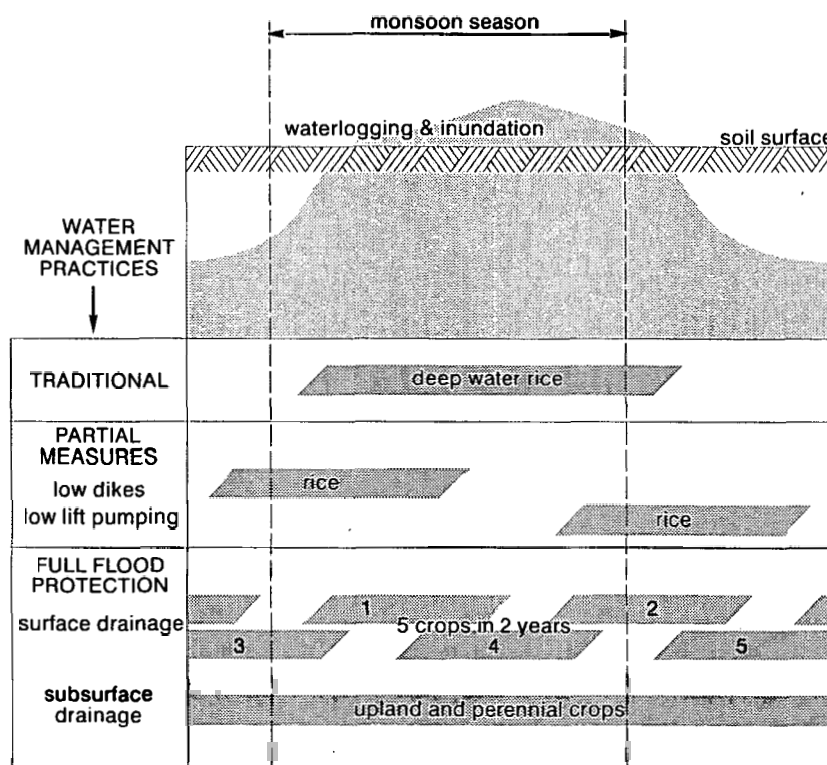 monsoon season
waterlogging & inundation
soil surface
WATER
MANAGEMENT
PRACTICES
TRADITIONAL
deep water rice
PARTIAL
MEASURES
low dikes
rice
low lift pumping
rice
FULL FLOOD
PROTECTION
1
2
surface drainage
5 crops in 2 years
3
4
5
subsurface
drainage
upland and perennial crops